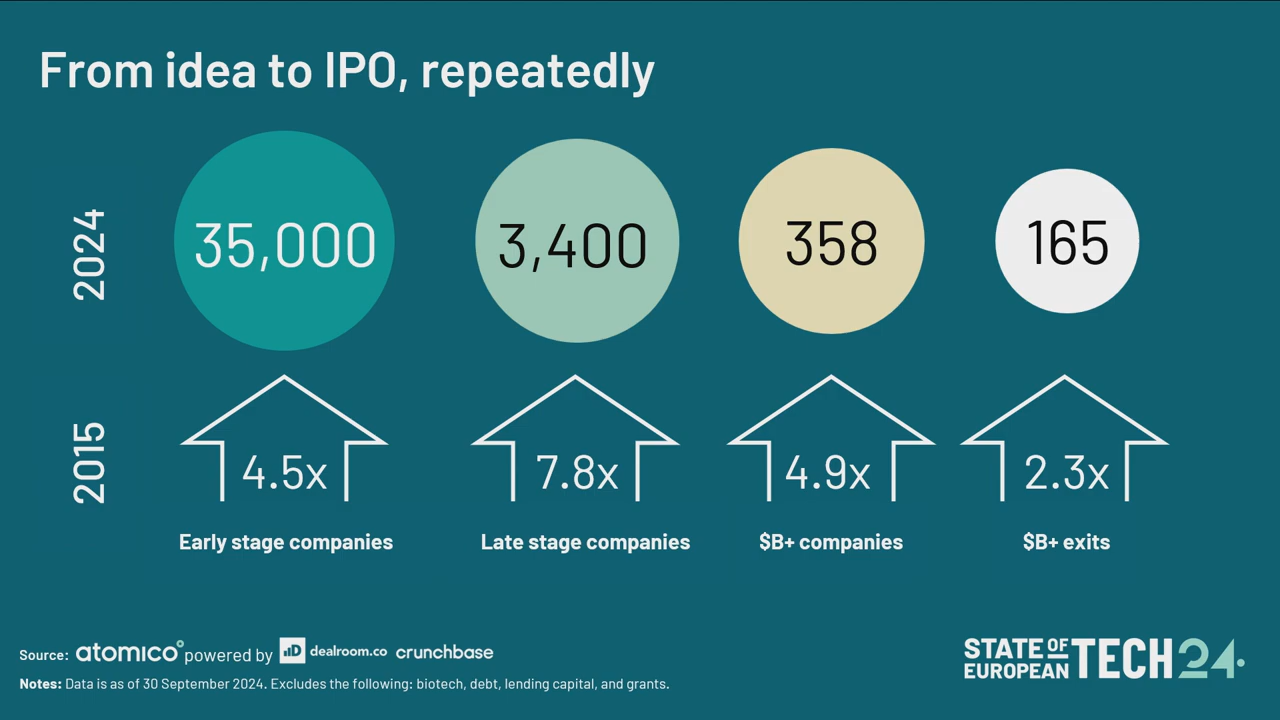 From idea to IPO, repeatedly
2024
35,000
3,400
358
165
2015
4.5x
7.8x
4.9x
2.3x
Early stage companies
Late stage companies
$B+ companies
$B+ exits
Source: atomico° powered by dealroom.co crunchbase
Notes: Data is as of 30 September 2024. Excludes the following: biotech, debt, lending capital, and grants.
STATE OF EUROPEAN TECH 24